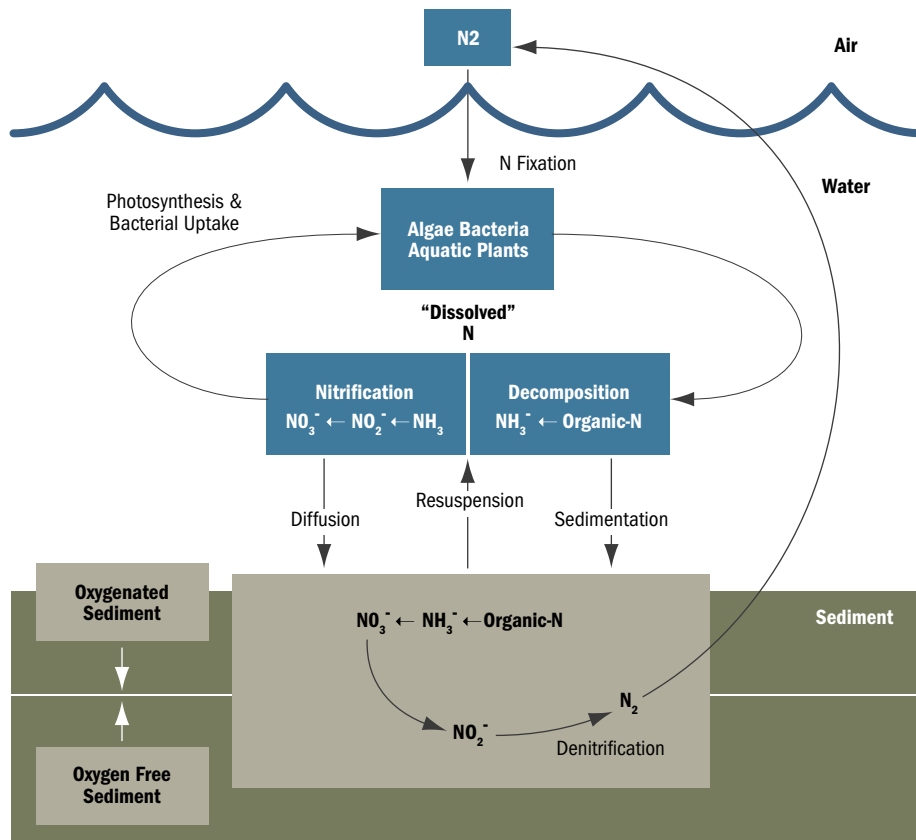 N2
Air
N Fixation
Water
Photosynthesis &
Bacterial Uptake
Algae Bacteria
Aquatic Plants
“Dissolved”
N
Nitrification
NO₃⁻ ← NO₂⁻ ← NH₃
Decomposition
NH₃⁻ ← Organic-N
Diffusion
Resuspension
Sedimentation
Oxygenated
Sediment
Sediment
NO₃⁻ ← NH₃⁻ ← Organic-N
N₂
NO₂⁻
Denitrification
Oxygen Free
Sediment